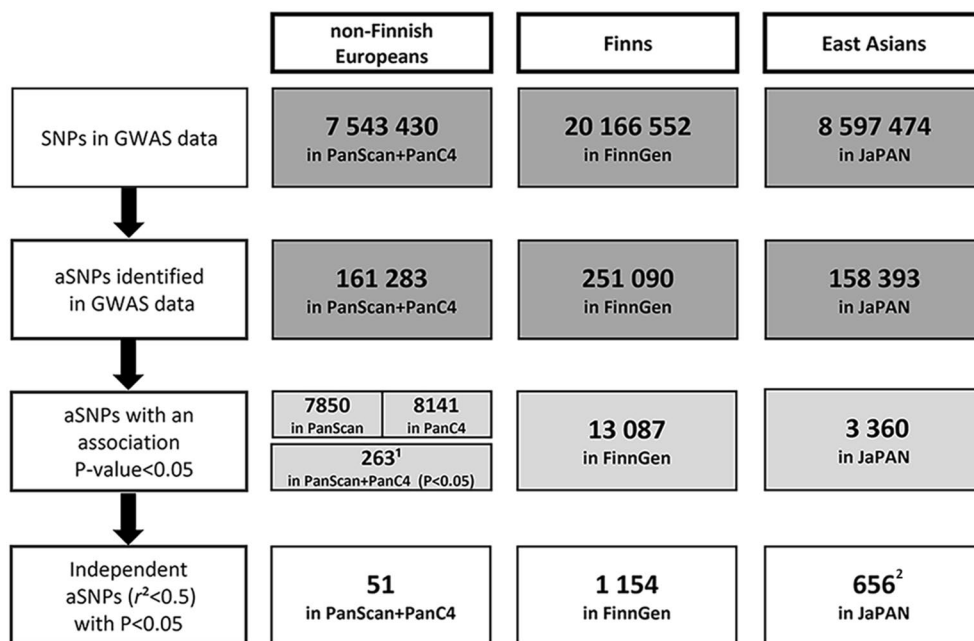 non-Finnish
Europeans
Finns
East Asians
SNPs in GWAS data
7 543 430
in PanScan+PanC4
20 166 552
in FinnGen
8 597 474
in JaPAN
aSNPs identified
in GWAS data
161 283
in PanScan+PanC4
251 090
in FinnGen
158 393
in JaPAN
aSNPs with an
association
P-value<0.05
7850
in PanScan
8141
in PanC4
263¹
in PanScan+PanC4 (P<0.05)
13 087
in FinnGen
3 360
in JaPAN
Independent
aSNPs (r²<0.5)
with P<0.05
51
in PanScan+PanC4
1 154
in FinnGen
656²
in JaPAN